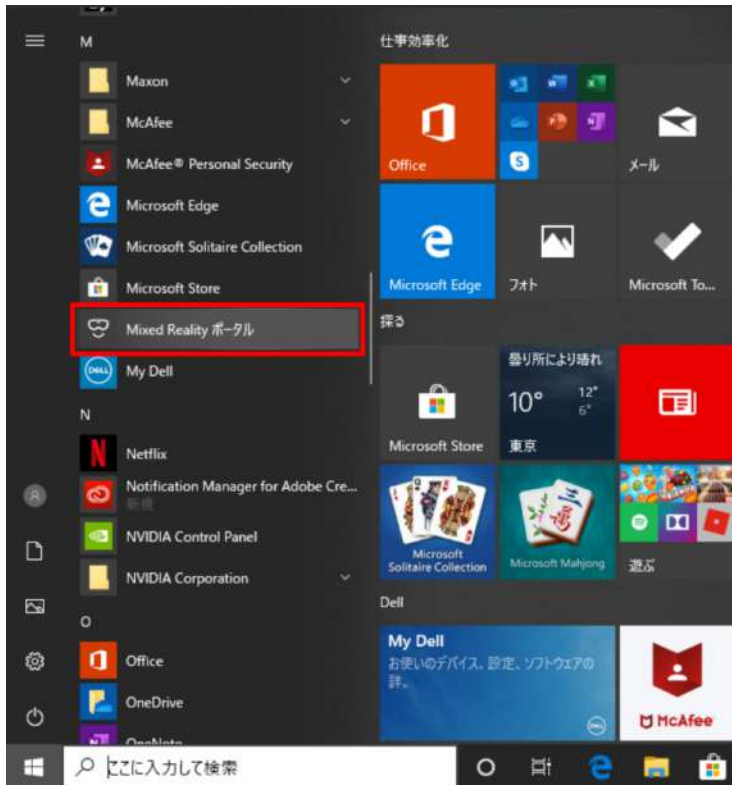 M
Maxon
McAfee
McAfee® Personal Security
Microsoft Edge
Microsoft Solitaire Collection
Microsoft Store
Mixed Reality ポータル
DELL
My Dell
N
N
Netflix
Notification Manager for Adobe Cre...
新規
NVIDIA Control Panel
NVIDIA Corporation
O
Office
OneDrive
OneNote
ここに入力して検索
仕事効率化
Office
メール
Microsoft Edge
フォト
Microsoft To...
探る
Microsoft Store
曇り所により晴れ
10° 12°
6°
東京
Microsoft
Solitaire Collection
Microsoft Mahjong
遊ぶ
Dell
My Dell
お使いのデバイス、設定、ソフトウェアの
詳。
DELL
McAfee